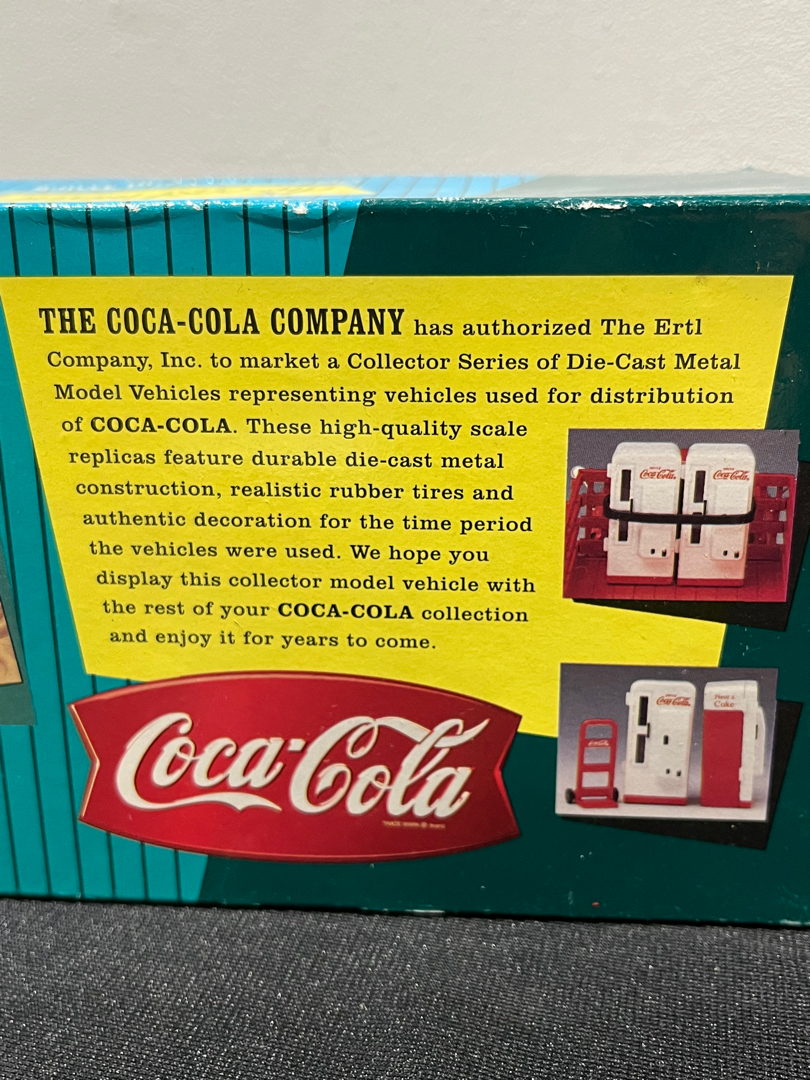 THE COCA-COLA COMPANY has authorized The Ertl
Company, Inc. to market a Collector Series of Die-Cast Metal
Model Vehicles representing vehicles used for distribution
of COCA-COLA. These high-quality scale
replicas feature durable die-cast metal
construction, realistic rubber tires and
authentic decoration for the time period
the vehicles were used. We hope you
display this collector model vehicle with
the rest of your COCA-COLA collection
and enjoy it for years to come.
Coca-Cola Coca-Cola
Coca-Cola
Coca-Cola
Coke
Coca-Cola